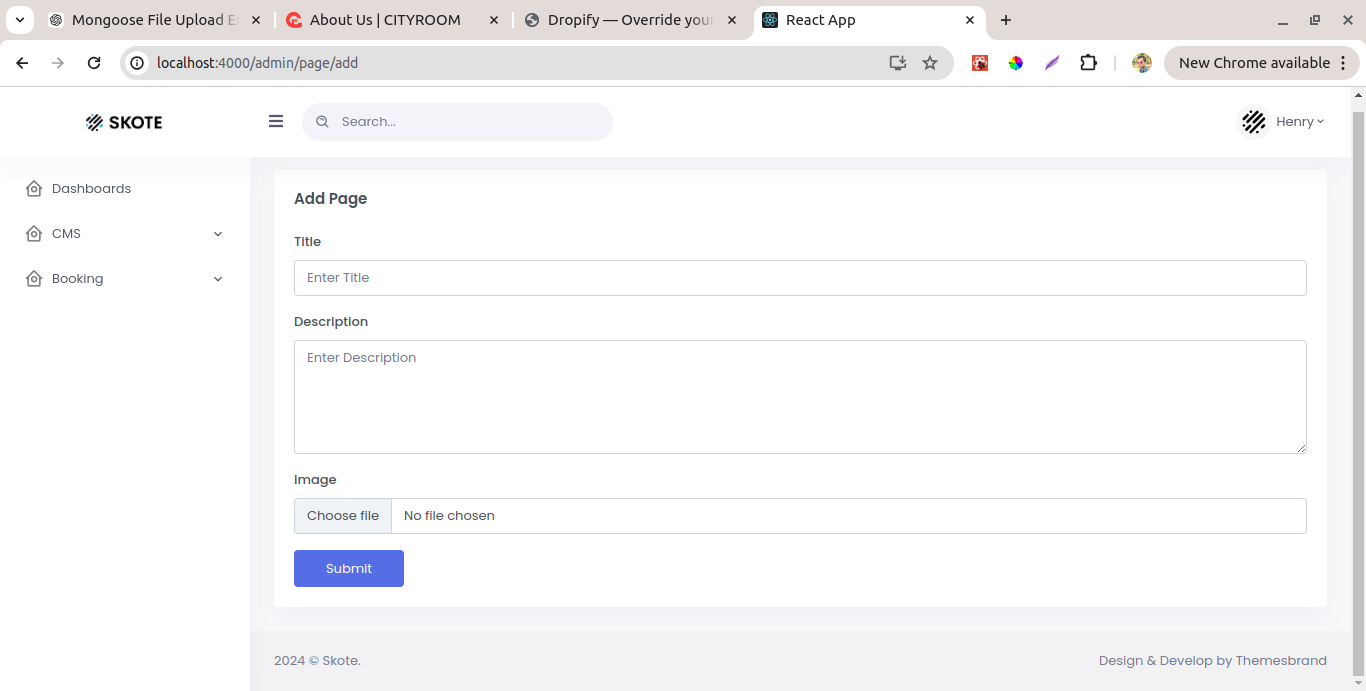 Mongoose File Upload E
About Us | CITYROOM
Dropify — Override your
React App
localhost:4000/admin/page/add
New Chrome available
SKOTE
Search...
Henry
Dashboards
CMS
Booking
Add Page
Title
Enter Title
Description
Enter Description
Image
Choose file No file chosen
Submit
2024 © Skote.
Design & Develop by Themesbrand